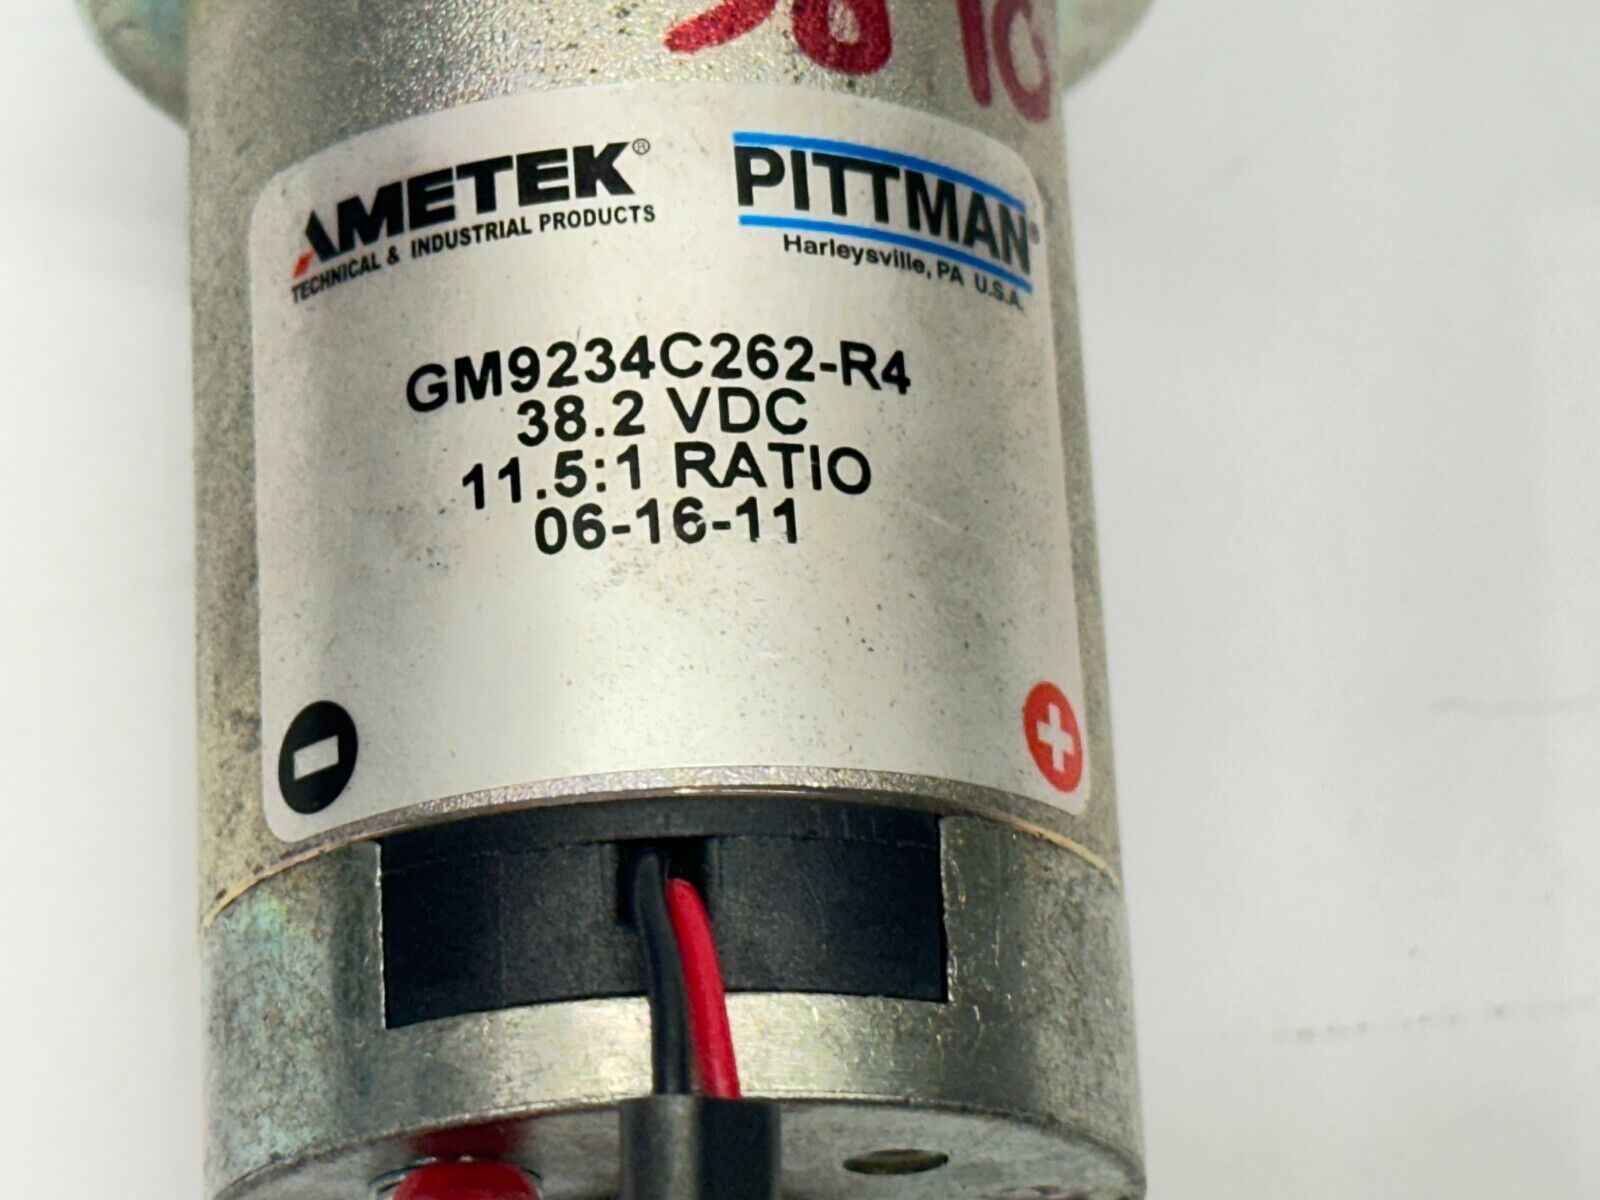 AMETEK®
TECHNICAL & INDUSTRIAL PRODUCTS
PITTMAN®
Harleysville, PA U.S.A.
GM9234C262-R4
38.2 VDC
11.5:1 RATIO
06-16-11